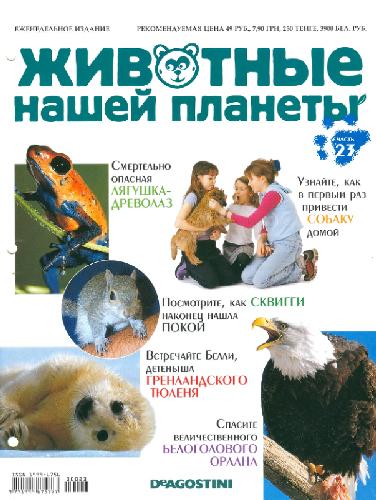 ЕЖЕНЕДЕЛЬНОЕ ИЗДАНИЕ
РЕКОМЕНДУЕМАЯ ЦЕНА 49 РУБ., 7,90 ГРН, 250 ТЕНГЕ, 3900 БЕЛ. РУБ.
ЖИВОТНЫЕ
НАШЕЙ ПЛАНЕТЫ
ЧАСТЬ
23
Смертельно
опасная
ЛЯГУШКА-
ДРЕВОЛАЗ
Узнайте, как
в первый раз
привести
СОБАКУ
домой
Посмотрите, как СКВИГГИ
наконец нашла
ПОКОЙ
Встречайте Белли,
детеныша
ГРЕНЛАНДСКОГО
ТЮЛЕНЯ
Спасите
величественного
БЕЛОГОЛОВОГО
ОРЛАНА
DeAGOSTINI